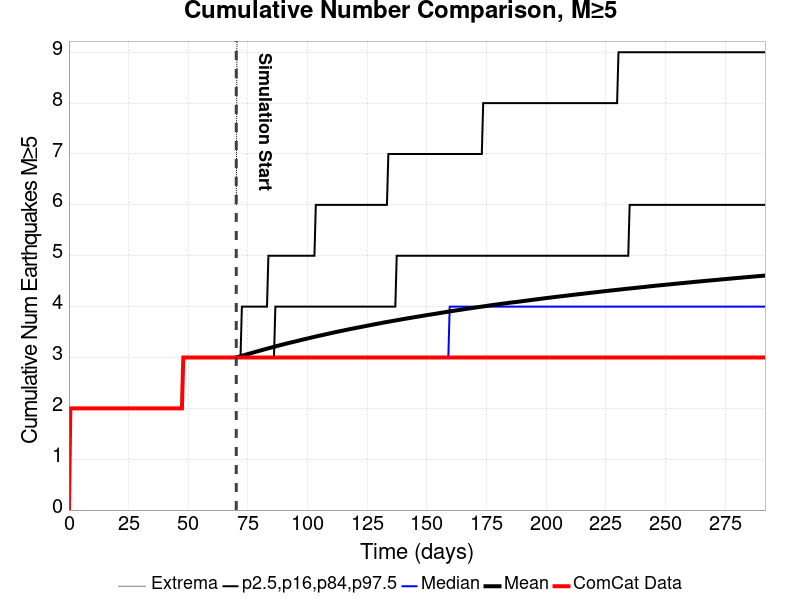 Cumulative Number Comparison, M≥5
Cumulative Num Earthquakes M≥5
9
8
7
6
5
4
3
2
1
0
Simulation Start
0 25 50 75 100 125 150 175 200 225 250 275
Time (days)
Extrema p2.5,p16,p84,p97.5 Median Mean ComCat Data